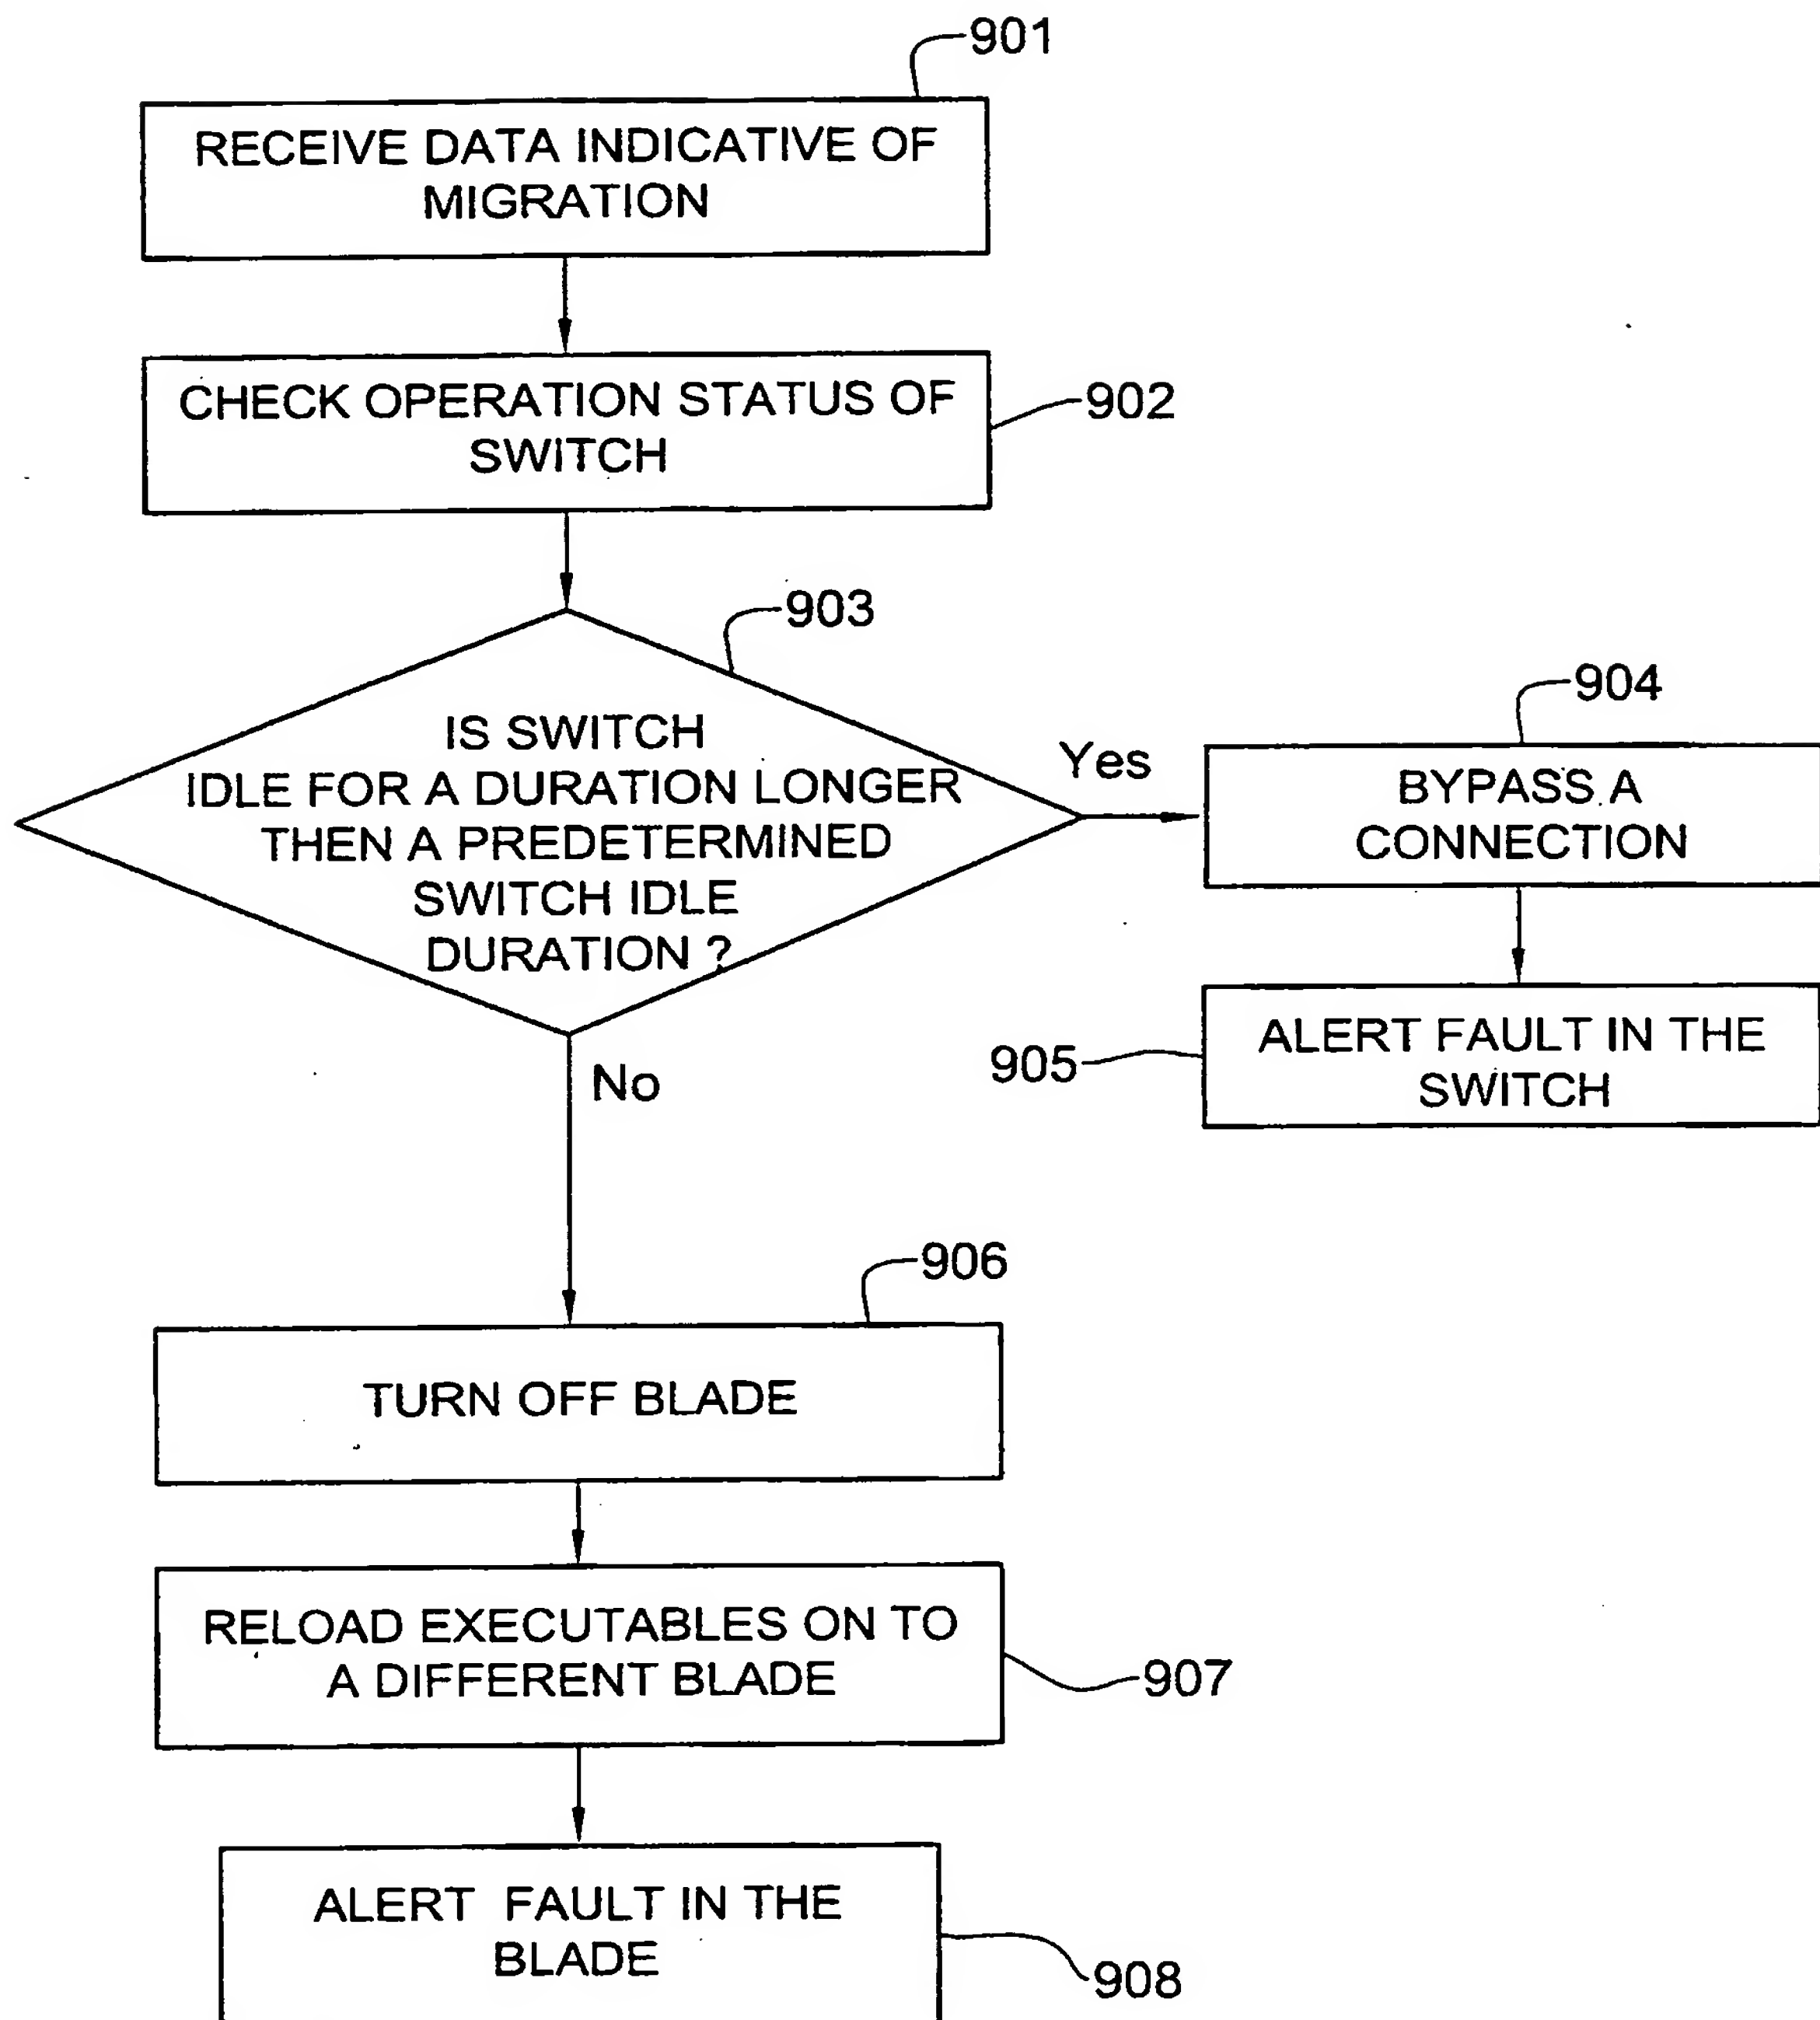 901
RECEIVE DATA INDICATIVE OF
MIGRATION
CHECK OPERATION STATUS OF
SWITCH
902
903
IS SWITCH
IDLE FOR A DURATION LONGER
THEN A PREDETERMINED
SWITCH IDLE
DURATION ?
Yes
904
BYPASS A
CONNECTION
905
ALERT FAULT IN THE
SWITCH
No
906
TURN OFF BLADE
RELOAD EXECUTABLES ON TO
A DIFFERENT BLADE
907
ALERT FAULT IN THE
BLADE
908